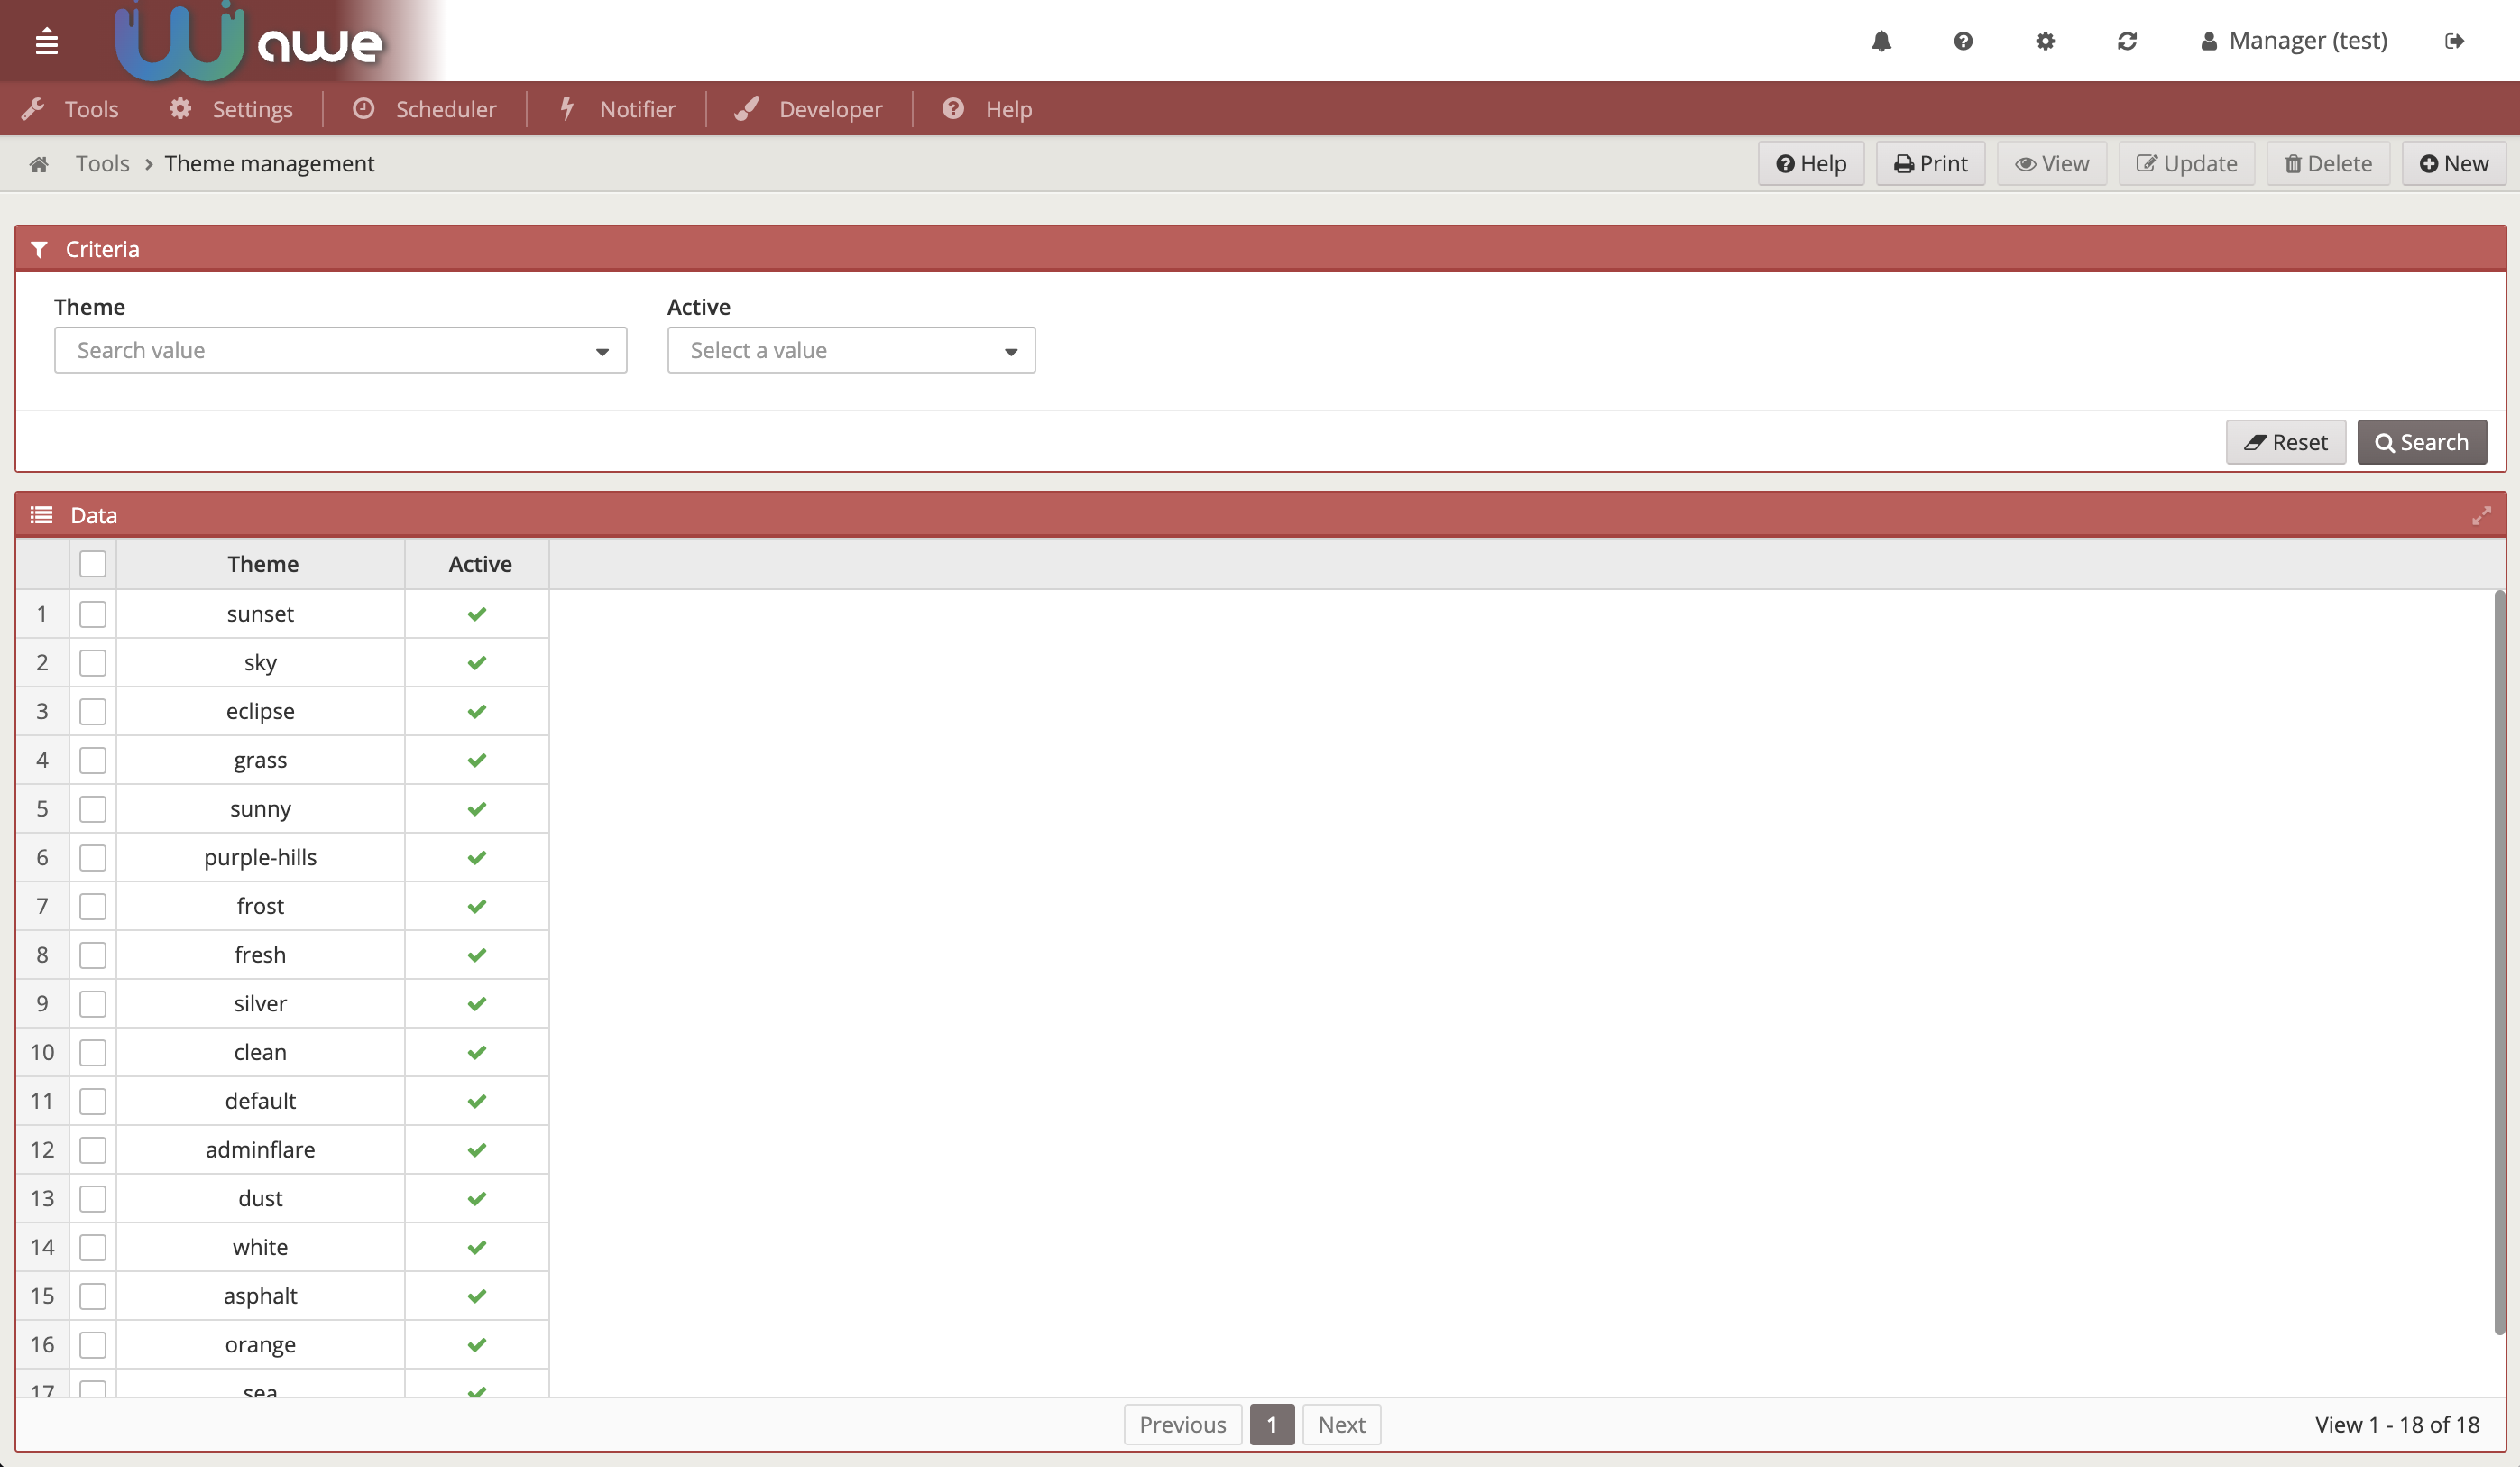 awe
Manager (test)
Tools Settings Scheduler Notifier Developer Help
Tools > Theme management Help Print View Update Delete New
Criteria
Theme Active
Search value Select a value
Reset Search
Data
Theme Active
1 sunset
2 sky
3 eclipse
4 grass
5 sunny
6 purple-hills
7 frost
8 fresh
9 silver
10 clean
11 default
12 adminflare
13 dust
14 white
15 asphalt
16 orange
17 sea
Previous 1 Next View 1 - 18 of 18